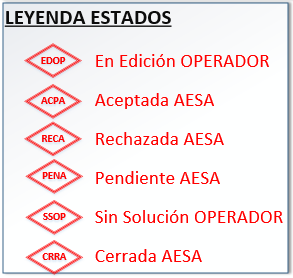 LEYENDA ESTADOS
EDOP En Edición OPERADOR
ACPA Aceptada AESA
RECA Rechazada AESA
PENA Pendiente AESA
SSOP Sin Solución OPERADOR
CRRA Cerrada AESA